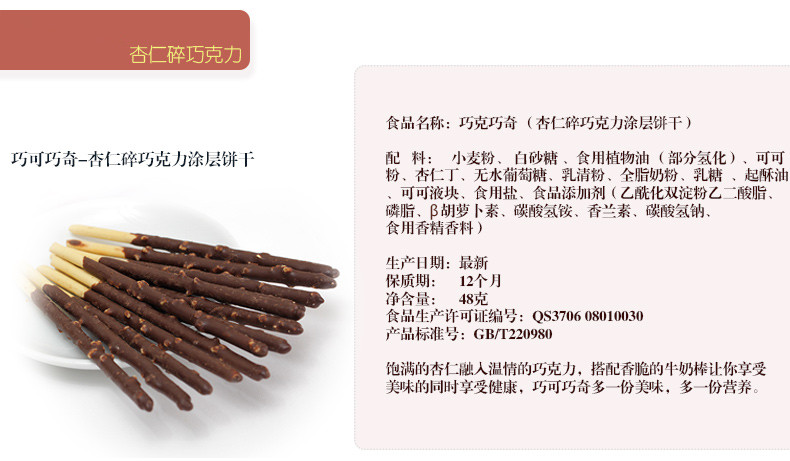 杏仁碎巧克力
巧可巧奇-杏仁碎巧克力涂层饼干
食品名称：巧克巧奇（杏仁碎巧克力涂层饼干）
配 料： 小麦粉、白砂糖、食用植物油（部分氢化）、可可
粉、杏仁丁、无水葡萄糖、乳清粉、全脂奶粉、乳糖 、起酥油
、可可液块、食用盐、食品添加剂（乙酰化双淀粉乙二酸脂、
磷脂、β胡萝卜素、碳酸氢铵、香兰素、碳酸氢钠、
食用香精香料）
生产日期：最新
保质期： 12个月
净含量： 48克
食品生产许可证编号：QS3706 08010030
产品标准号：GB/T220980
饱满的杏仁融入温情的巧克力，搭配香脆的牛奶棒让你享受
美味的同时享受健康，巧可巧奇多一份美味，多一份营养。